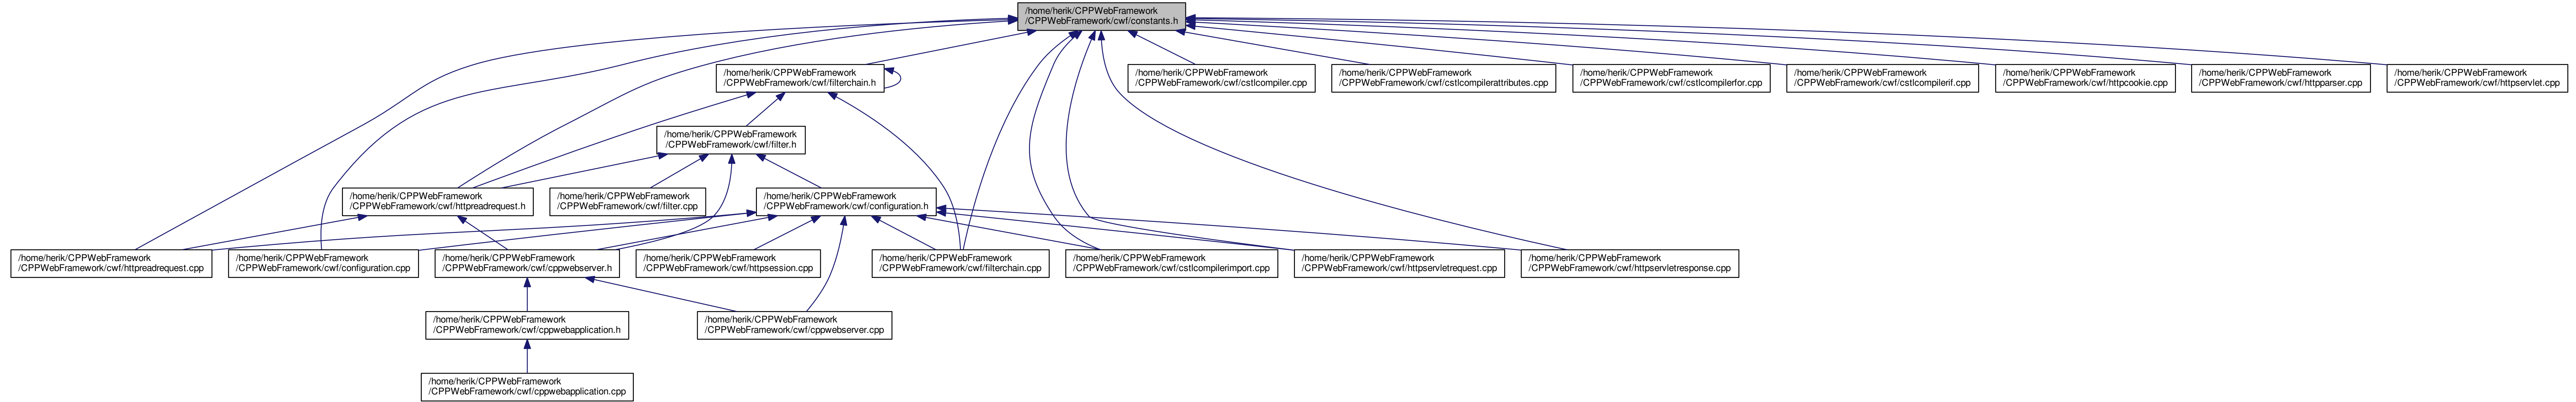 /home/herik/CPPWebFramework
/CPPWebFramework/cwf/constants.h
/home/herik/CPPWebFramework
/CPPWebFramework/cwf/filterchain.h
/home/herik/CPPWebFramework
/CPPWebFramework/cwf/cstlcompiler.cpp
/home/herik/CPPWebFramework
/CPPWebFramework/cwf/cstlcompilerattributes.cpp
/home/herik/CPPWebFramework
/CPPWebFramework/cwf/cstlcompilerfor.cpp
/home/herik/CPPWebFramework
/CPPWebFramework/cwf/cstlcompilerif.cpp
/home/herik/CPPWebFramework
/CPPWebFramework/cwf/httpcookie.cpp
/home/herik/CPPWebFramework
/CPPWebFramework/cwf/httpparser.cpp
/home/herik/CPPWebFramework
/CPPWebFramework/cwf/httpservlet.cpp
/home/herik/CPPWebFramework
/CPPWebFramework/cwf/filter.h
/home/herik/CPPWebFramework
/CPPWebFramework/cwf/httpreadrequest.h
/home/herik/CPPWebFramework
/CPPWebFramework/cwf/filter.cpp
/home/herik/CPPWebFramework
/CPPWebFramework/cwf/configuration.h
/home/herik/CPPWebFramework
/CPPWebFramework/cwf/httpreadrequest.cpp
/home/herik/CPPWebFramework
/CPPWebFramework/cwf/configuration.cpp
/home/herik/CPPWebFramework
/CPPWebFramework/cwf/cppwebserver.h
/home/herik/CPPWebFramework
/CPPWebFramework/cwf/httpsession.cpp
/home/herik/CPPWebFramework
/CPPWebFramework/cwf/filterchain.cpp
/home/herik/CPPWebFramework
/CPPWebFramework/cwf/cstlcompilerimport.cpp
/home/herik/CPPWebFramework
/CPPWebFramework/cwf/httpservletrequest.cpp
/home/herik/CPPWebFramework
/CPPWebFramework/cwf/httpservletresponse.cpp
/home/herik/CPPWebFramework
/CPPWebFramework/cwf/cppwebapplication.h
/home/herik/CPPWebFramework
/CPPWebFramework/cwf/cppwebserver.cpp
/home/herik/CPPWebFramework
/CPPWebFramework/cwf/cppwebapplication.cpp